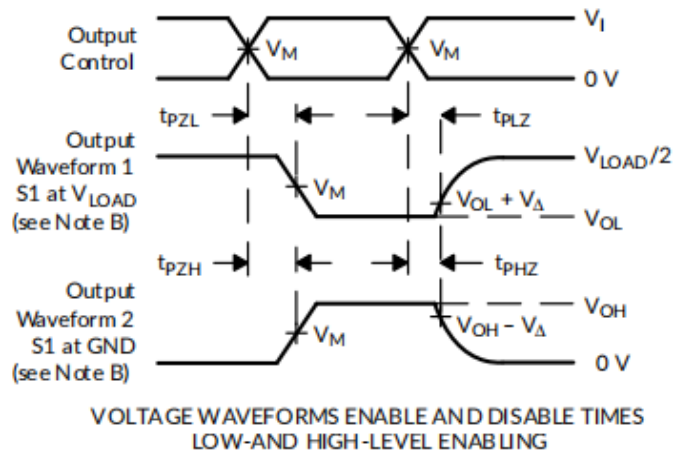 Output
Control
V_M
V_M
V_I
0 V
t_PZL
t_PLZ
Output
Waveform 1
S1 at V_LOAD
(see Note B)
V_M
V_LOAD/2
V_OL + V_Δ
V_OL
t_PZH
t_PHZ
Output
Waveform 2
S1 at GND
(see Note B)
V_M
V_OH
V_OH – V_Δ
0 V
VOLTAGE WAVEFORMS ENABLE AND DISABLE TIMES
LOW-AND HIGH-LEVEL ENABLING